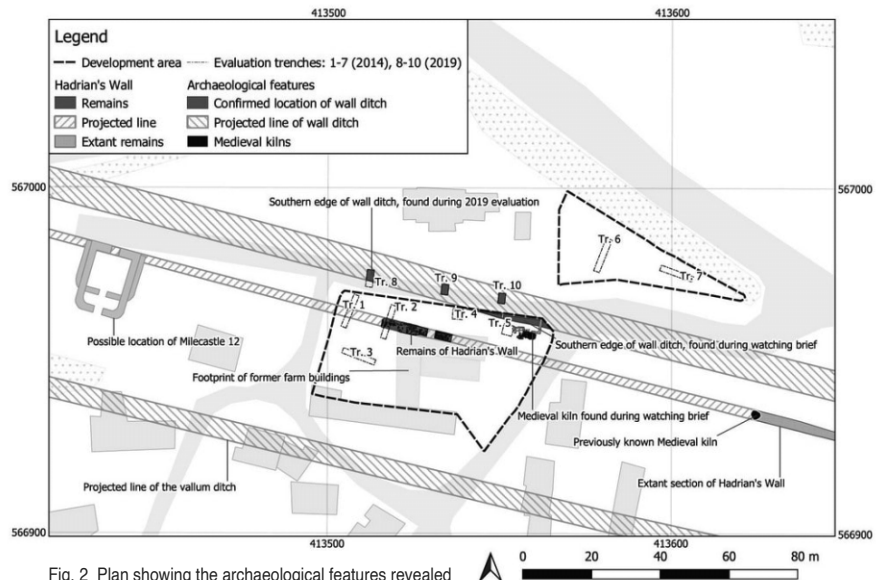 413500
413600
Legend
Development area
Evaluation trenches: 1-7 (2014), 8-10 (2019)
Hadrian's Wall
Archaeological features
Remains
Confirmed location of wall ditch
Projected line
Projected line of wall ditch
Extant remains
Medieval kilns
567000
567000
Southern edge of wall ditch, found during 2019 evaluation
Tr. 6
Tr. 7
Tr. 8
Tr. 9
Tr. 10
Tr. 1
Tr. 2
Tr. 4
Tr. 5
Possible location of Milecastle 12
Tr. 3
Remains of Hadrian's Wall
Southern edge of wall ditch, found during watching brief
Footprint of former farm buildings
Medieval kiln found during watching brief
Previously known Medieval kiln
Projected line of the vallum ditch
Extant section of Hadrian's Wall
566900
566900
413500
413600
Fig. 2 Plan showing the archaeological features revealed
0 20 40 60 80 m